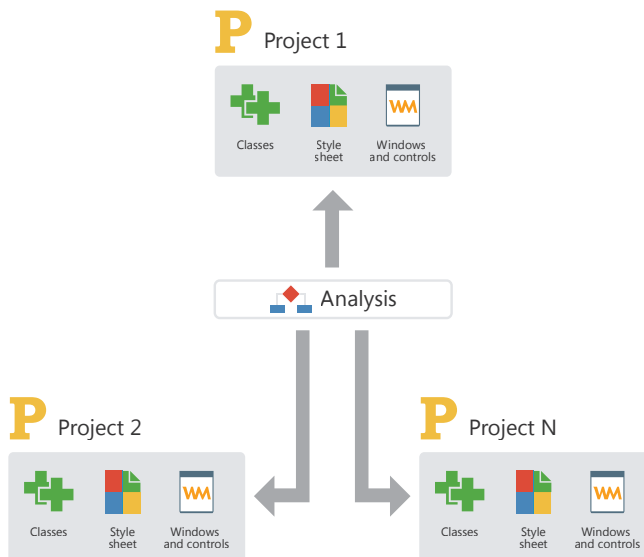 P Project 1
WM
Classes
Style
sheet
Windows
and controls
Analysis
P Project 2
WM
Classes
Style
sheet
Windows
and controls
P Project N
WM
Classes
Style
sheet
Windows
and controls